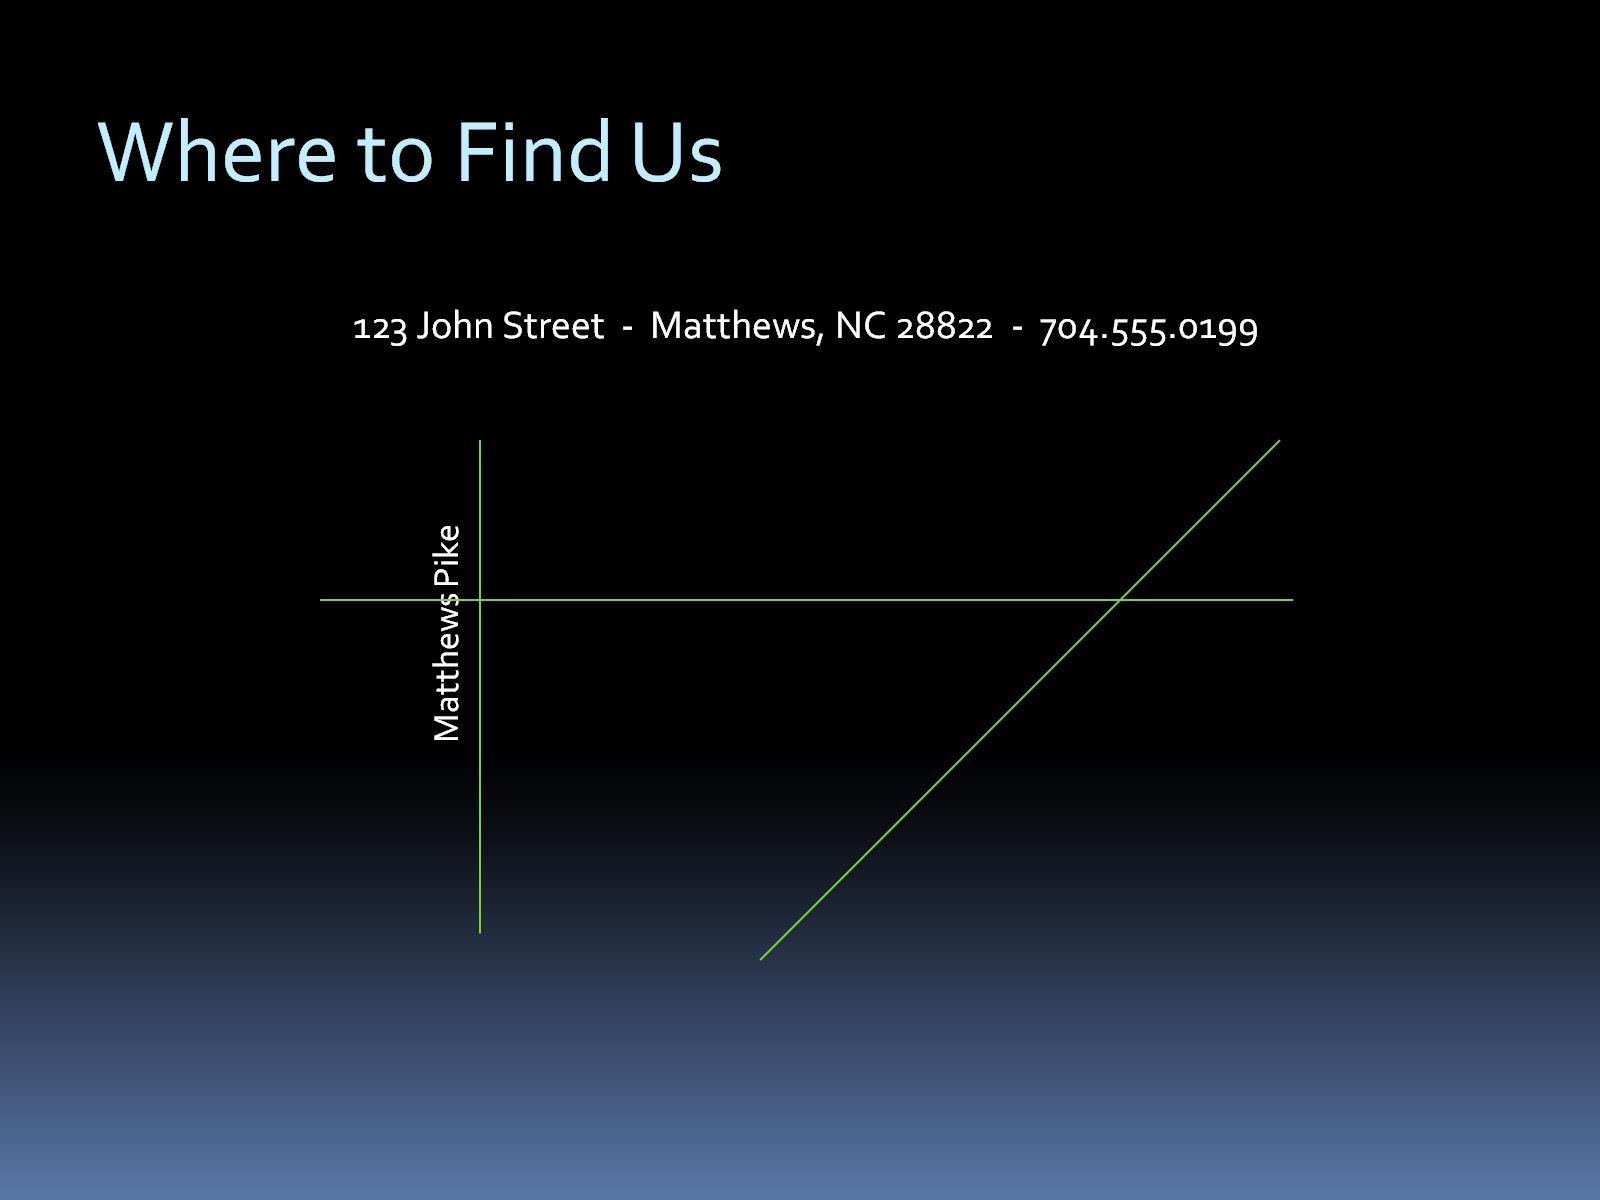 Where to Find Us
123 John Street - Matthews, NC 28822 - 704.555.0199
Matthews Pike